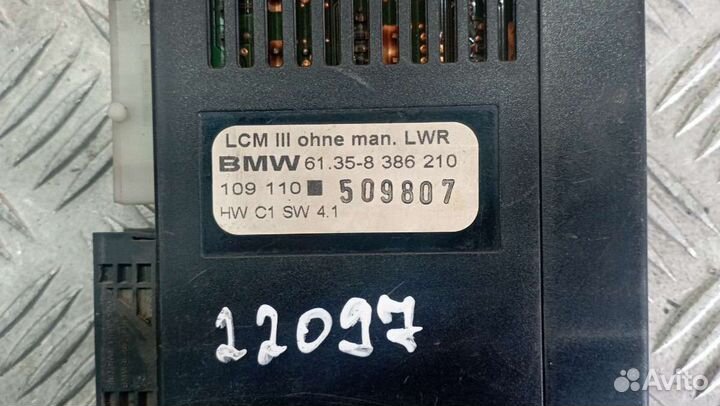 LCM III ohne man. LWR
BMW 61.35-8 386 210
109 110 ■ 509807
HW C1 SW 4.1
22097
Avito